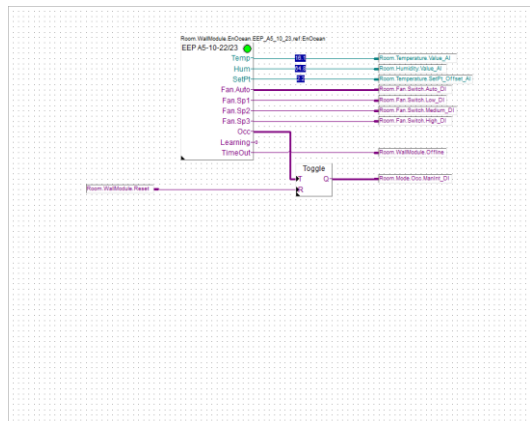 Room.WallModule.EnOcean.EEP_A5_10_23.ref.EnOcean
EEP A5-10-22/23
Temp Room.Temperature.Value_AI
Hum Room.Humidity.Value_AI
SetPt Room.Temperature.SetPt_Offset_AI
Fan.Auto Room.Fan.Switch.Auto_DI
Fan.Sp1 Room.Fan.Switch.Low_DI
Fan.Sp2 Room.Fan.Switch.Medium_DI
Fan.Sp3 Room.Fan.Switch.High_DI
Occ
Learning
TimeOut Room.WallModule.Offline
Toggle
T Q Room.Mode.Occ.ManInt_DI
Room.WallModule.Reset R